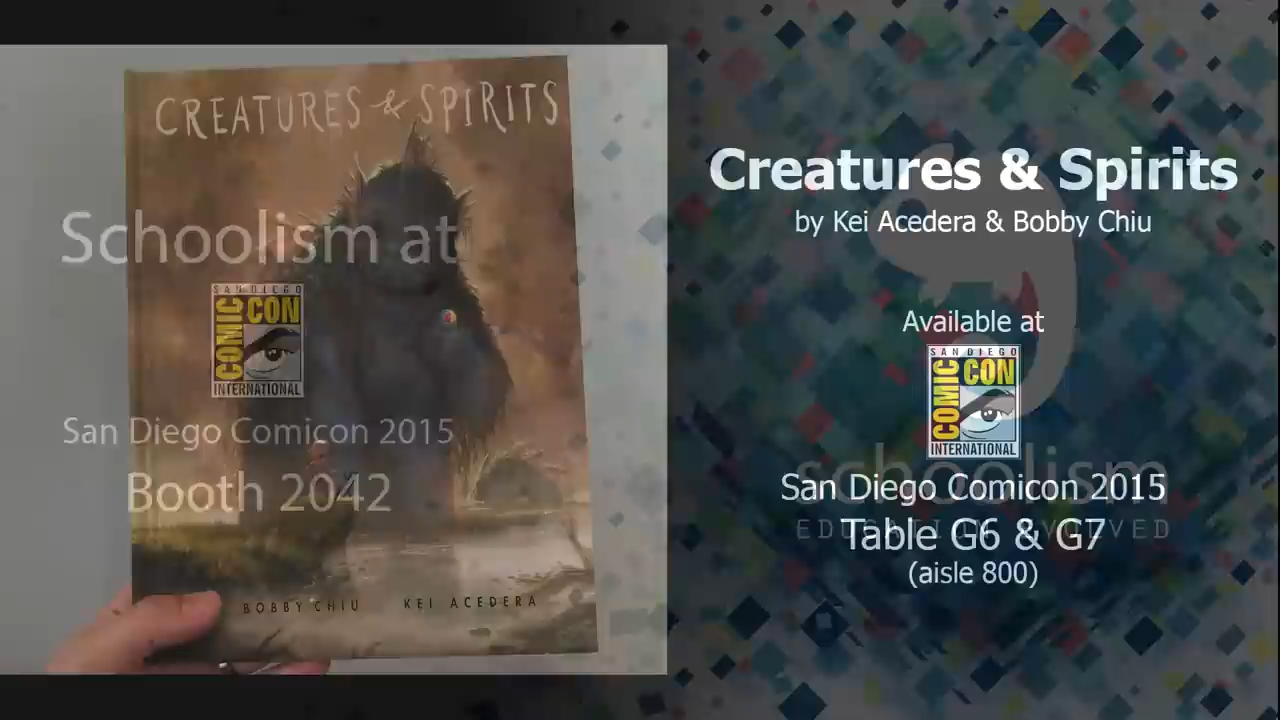 CREATURES & SPIRITS
Schoolism at
SAN DIEGO
COMIC
CON
INTERNATIONAL
San Diego Comicon 2015
Booth 2042
BOBBY CHIU KEI ACEDERA
Creatures & Spirits
by Kei Acedera & Bobby Chiu
Available at
SAN DIEGO
COMIC
CON
INTERNATIONAL
schoolism
San Diego Comicon 2015
EDUCATION EVOLVED
Table G6 & G7
(aisle 800)